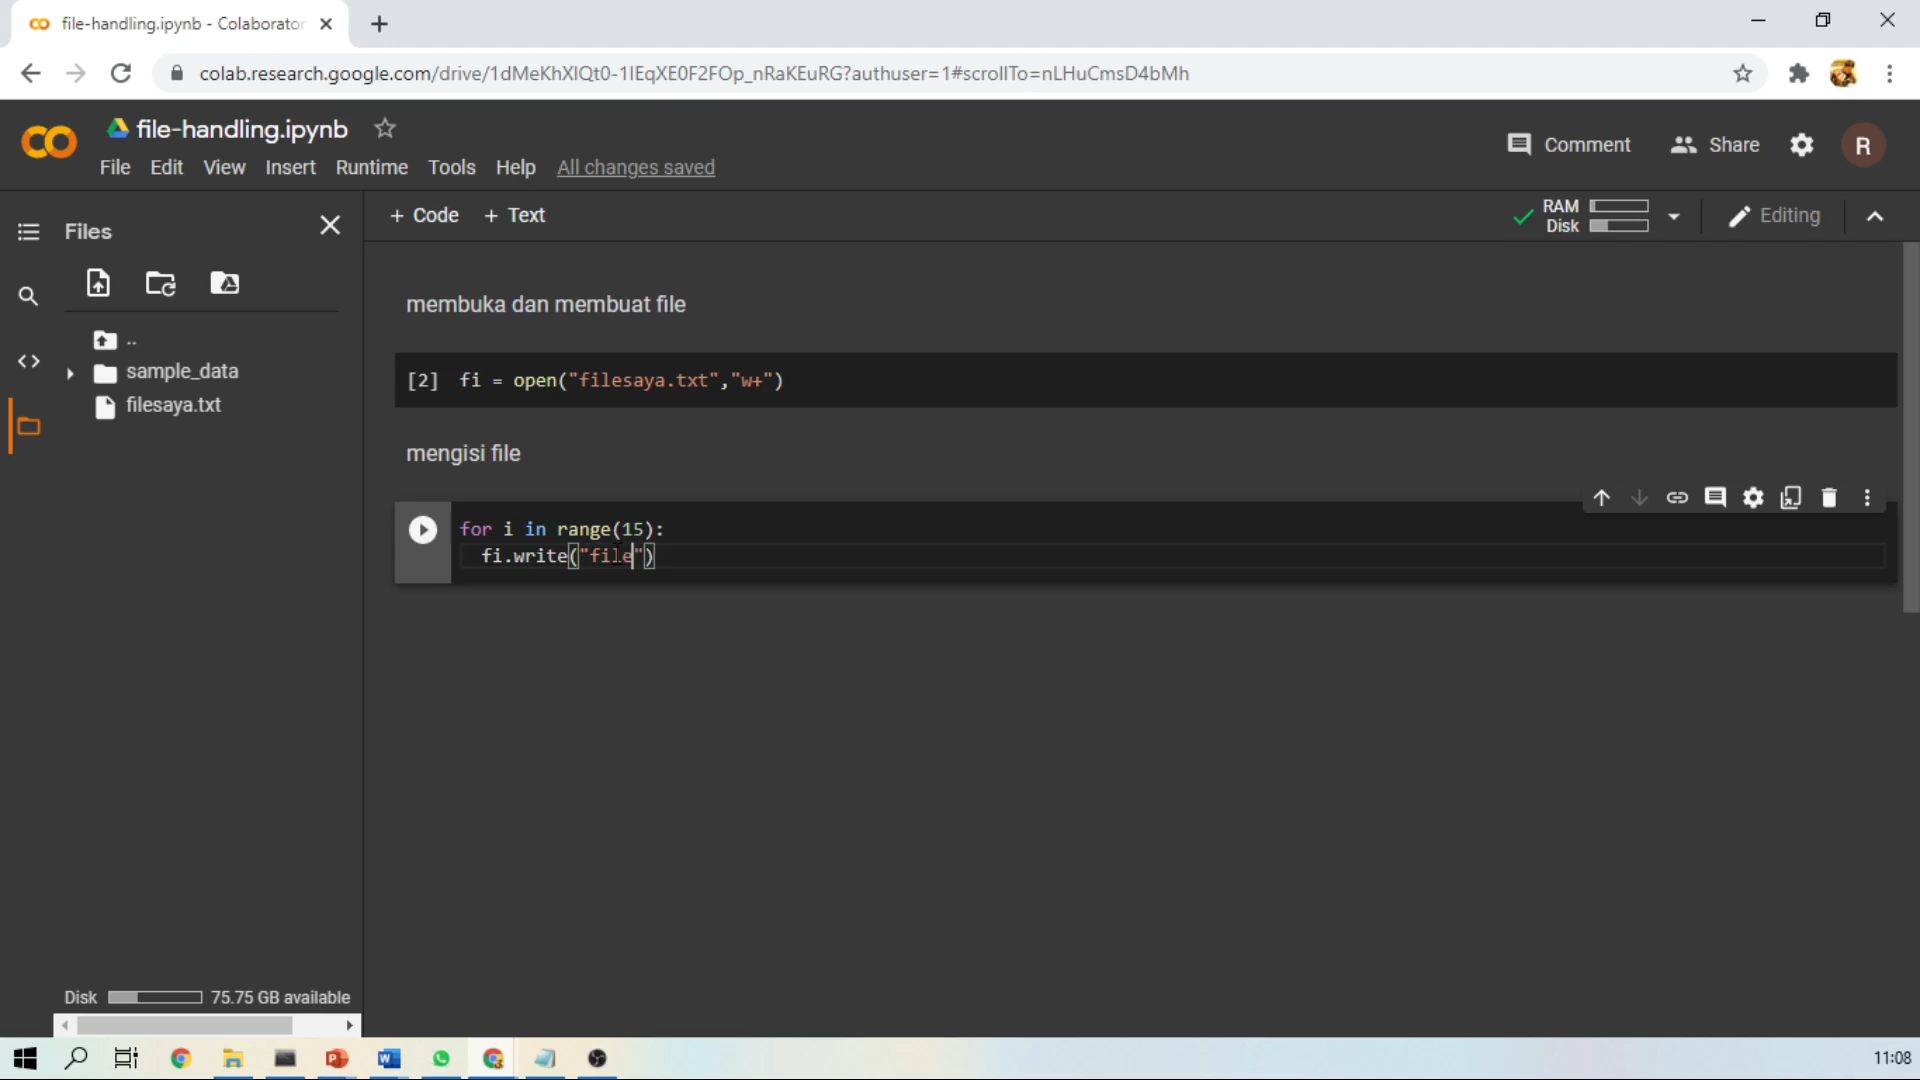 file-handling.ipynb - Colaborator
colab.research.google.com/drive/1dMeKhXlQt0-1lEqXE0F2FOp_nRaKEuRG?authuser=1#scrollTo=nLHuCmsD4bMh
file-handling.ipynb
Comment
Share
R
File Edit View Insert Runtime Tools Help All changes saved
Files
+ Code + Text
RAM
Disk
Editing
..
sample_data
filesaya.txt
membuka dan membuat file
[2] fi = open("filesaya.txt","w+")
mengisi file
for i in range(15):
fi.write("file")
Disk 75.75 GB available
11:08